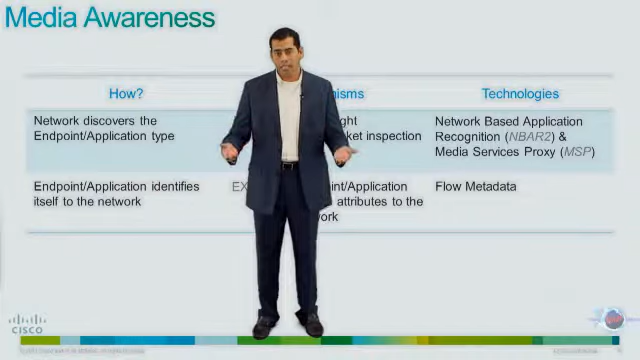 Media Awareness
How?
isms
Technologies
Network discovers the
Endpoint/Application type
ght
ket inspection
Network Based Application
Recognition (NBAR2) &
Media Services Proxy (MSP)
Endpoint/Application identifies
itself to the network
EX
int/Application
attributes to the
ork
Flow Metadata
CISCO